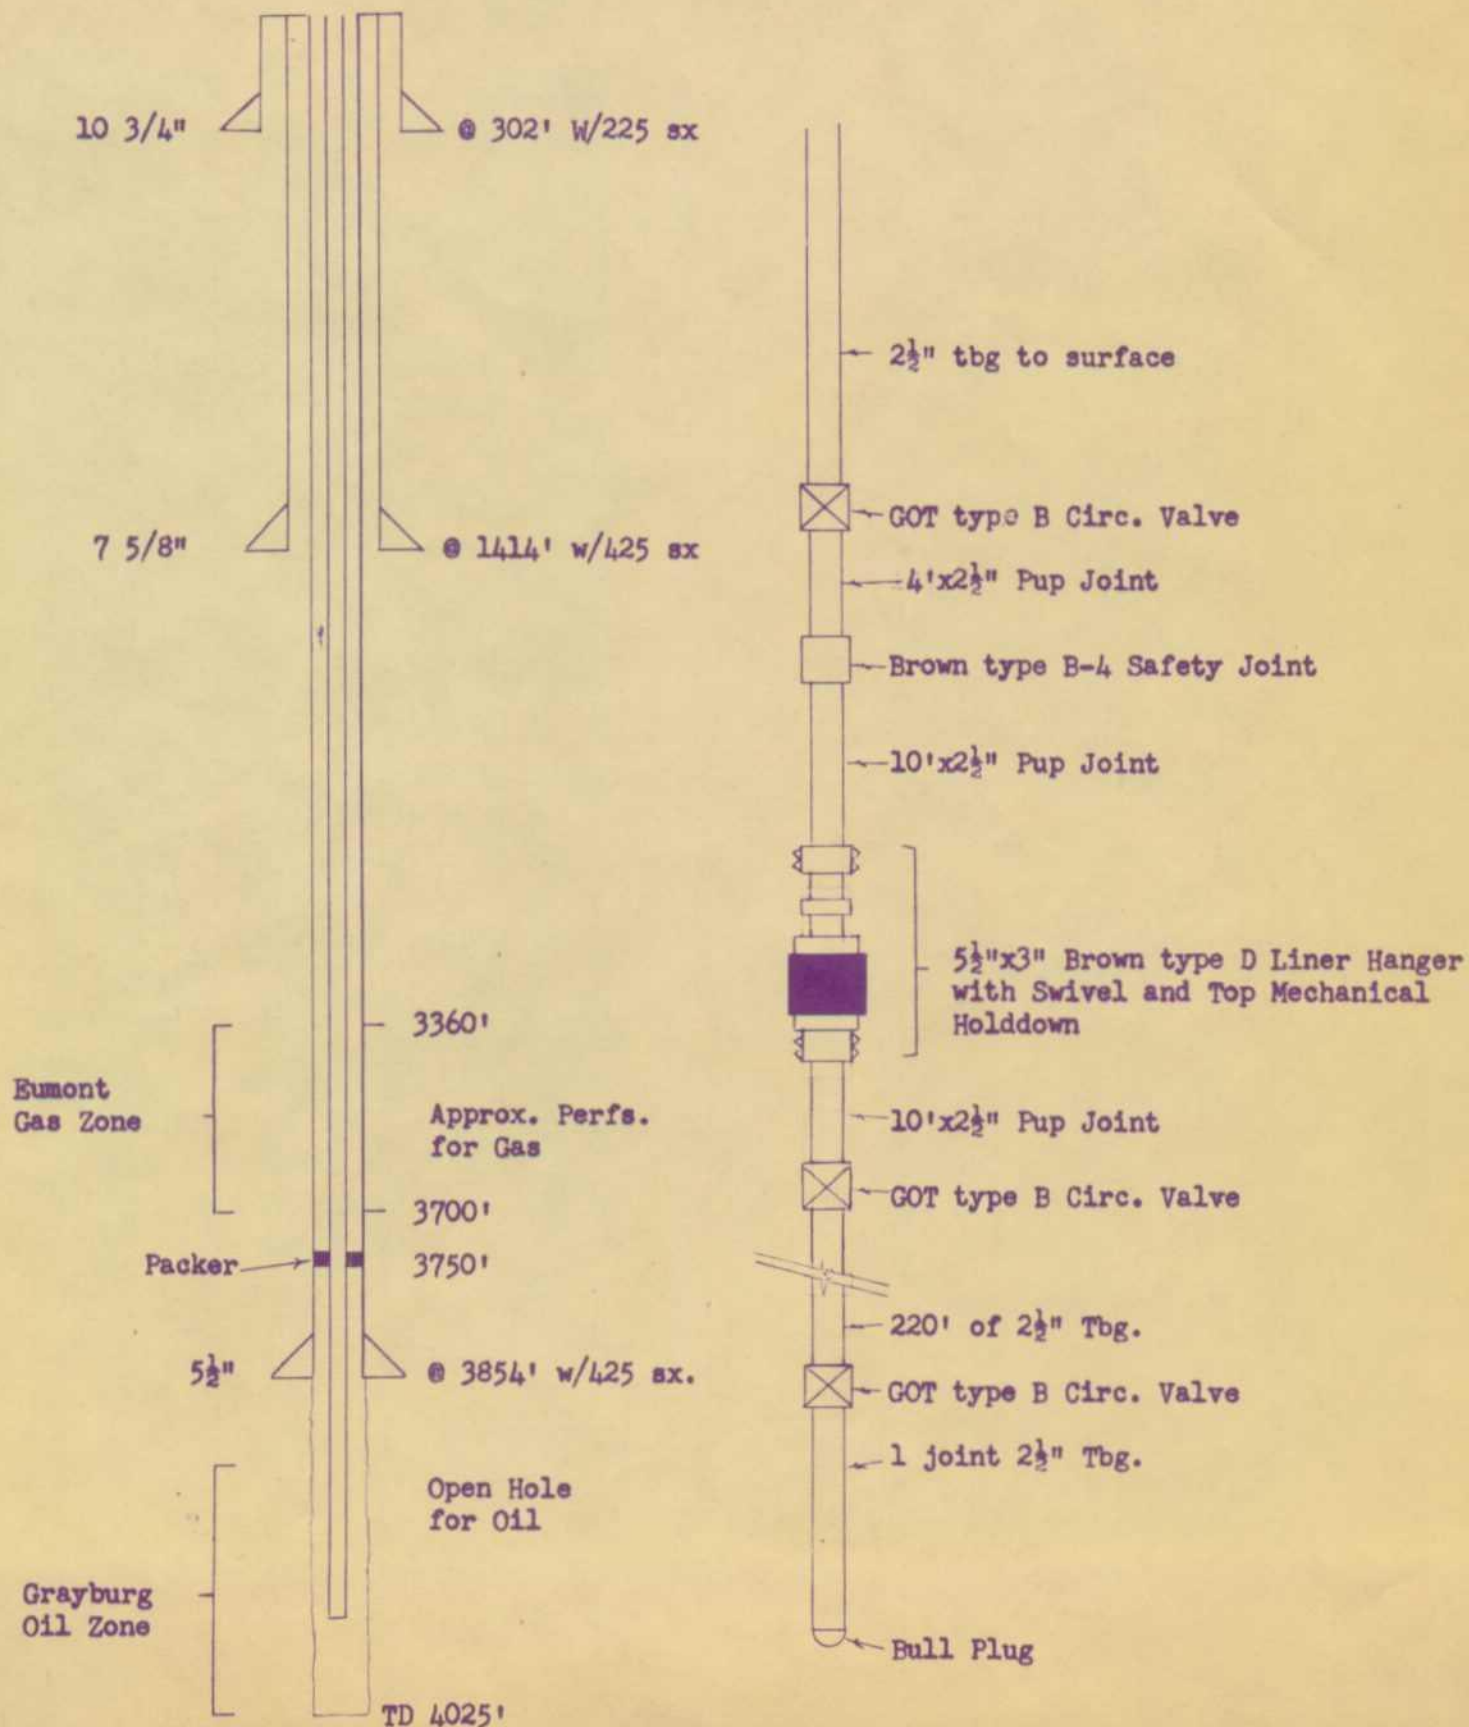 10 3/4"
@ 302' W/225 sx
7 5/8"
@ 1414' w/425 sx
3360'
Eumont
Gas Zone
Approx. Perfs.
for Gas
3700'
Packer
3750'
5½"
@ 3854' w/425 sx.
Open Hole
for Oil
Grayburg
Oil Zone
TD 4025'
2½" tbg to surface
GOT type B Circ. Valve
4'x2½" Pup Joint
Brown type B-4 Safety Joint
10'x2½" Pup Joint
5½"x3" Brown type D Liner Hanger
with Swivel and Top Mechanical
Holddown
10'x2½" Pup Joint
GOT type B Circ. Valve
220' of 2½" Tbg.
GOT type B Circ. Valve
1 joint 2½" Tbg.
Bull Plug